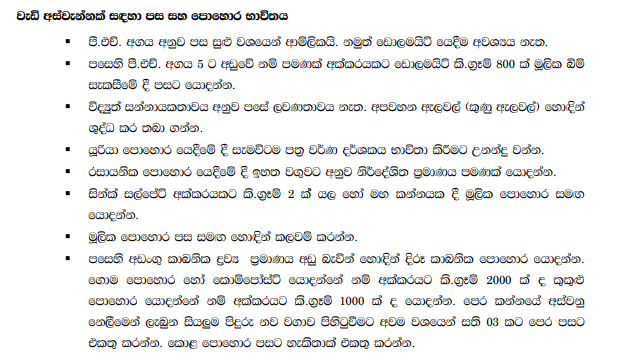 වැඩි අස්වැන්නක් සඳහා පස සහ පොහොර භාවිතය
▪ පී.එච්. අගය අනුව පස සුළු වශයෙන් ආම්ලිකයි. නමුත් ඩොලමයිට් යෙදීම අවශ්‍යය නැත.
▪ පසෙහි පී.එච්. අගය 5 ට අඩුවේ නම් පමණක් අක්කරයකට ඩොලමයිට් කි.ග්‍රෑම් 800 ක් මූලික බිම්
සැකසීමේ දී පසට යොදන්න.
▪ විද්‍යුත් සන්නායකතාවය අනුව පසේ ලවණතාවය නැත. අපවහන ඇලවල් (කුණු ඇලවල්) හොඳින්
ශුද්ධ කර තබා ගන්න.
▪ යූරියා පොහොර යෙදීමේ දී සැමවිටම පත්‍ර වර්ණ දර්ශකය භාවිතා කිරීමට උනන්දු වන්න.
▪ රසායනික පොහොර යෙදීමේ දී ඉහත වගුවට අනුව නිර්දේශිත ප්‍රමාණය පමණක් යොදන්න.
▪ සින්ක් සල්පේට් අක්කරයකට කි.ග්‍රෑම් 2 ක් යල හෝ මහ කන්නයක දී මූලික පොහොර සමඟ
යොදන්න.
▪ මූලික පොහොර පස සමඟ හොඳින් කලවම් කරන්න.
▪ පසෙහි අඩංගු කාබනික ද්‍රව්‍ය ප්‍රමාණය අඩු බැවින් හොඳින් දිරූ කාබනික පොහොර යොදන්න.
ගොම පොහොර හෝ කොම්පෝස්ට් යොදන්නේ නම් අක්කරයට කි.ග්‍රෑම් 2000 ක් ද කුකුළු
පොහොර යොදන්නේ නම් අක්කරයට කි.ග්‍රෑම් 1000 ක් ද යොදන්න. පෙර කන්නයේ අස්වනු
නෙලීමෙන් ලැබුන සියලුම පිදුරු නව වගාව පිහිටුවීමට අවම වශයෙන් සති 03 කට පෙර පසට
එකතු කරන්න. කොළ පොහොර පසට හැකිතාක් එකතු කරන්න.